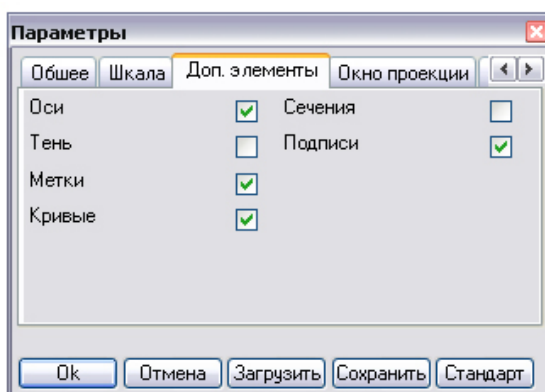 Параметры
Общее Шкала Доп. элементы Окно проекции
Оси Сечения
Тень Подписи
Метки
Кривые
Ok Отмена Загрузить Сохранить Стандарт